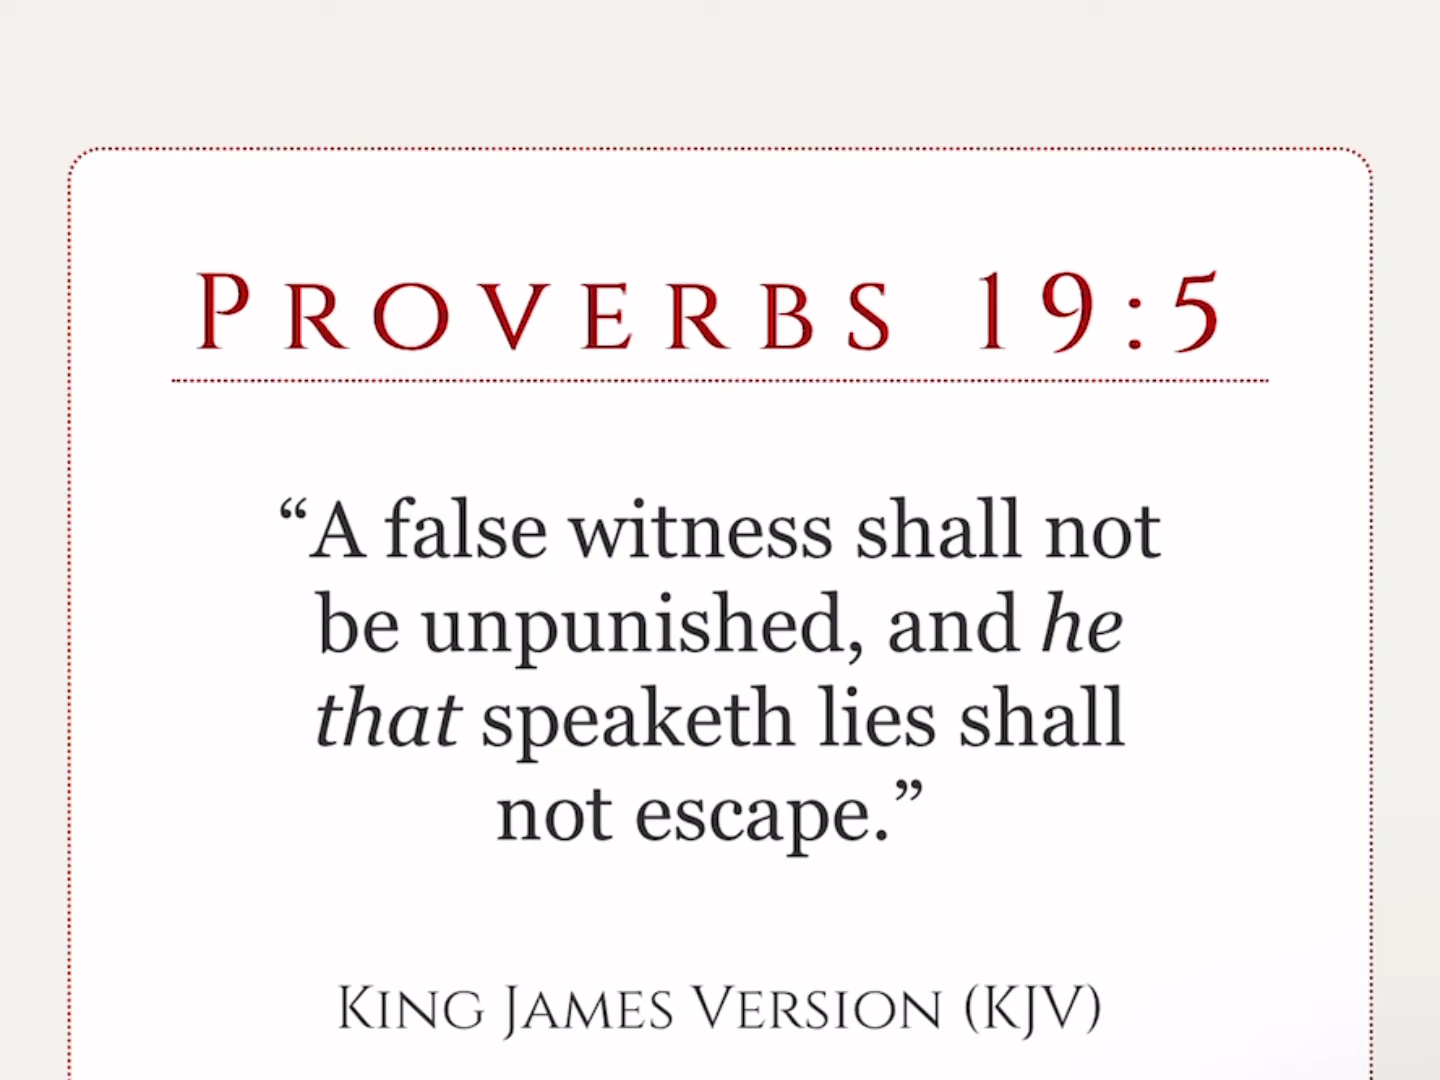 Proverbs 19:5
“A false witness shall not
be unpunished, and he
that speaketh lies shall
not escape.”
King James Version (KJV)